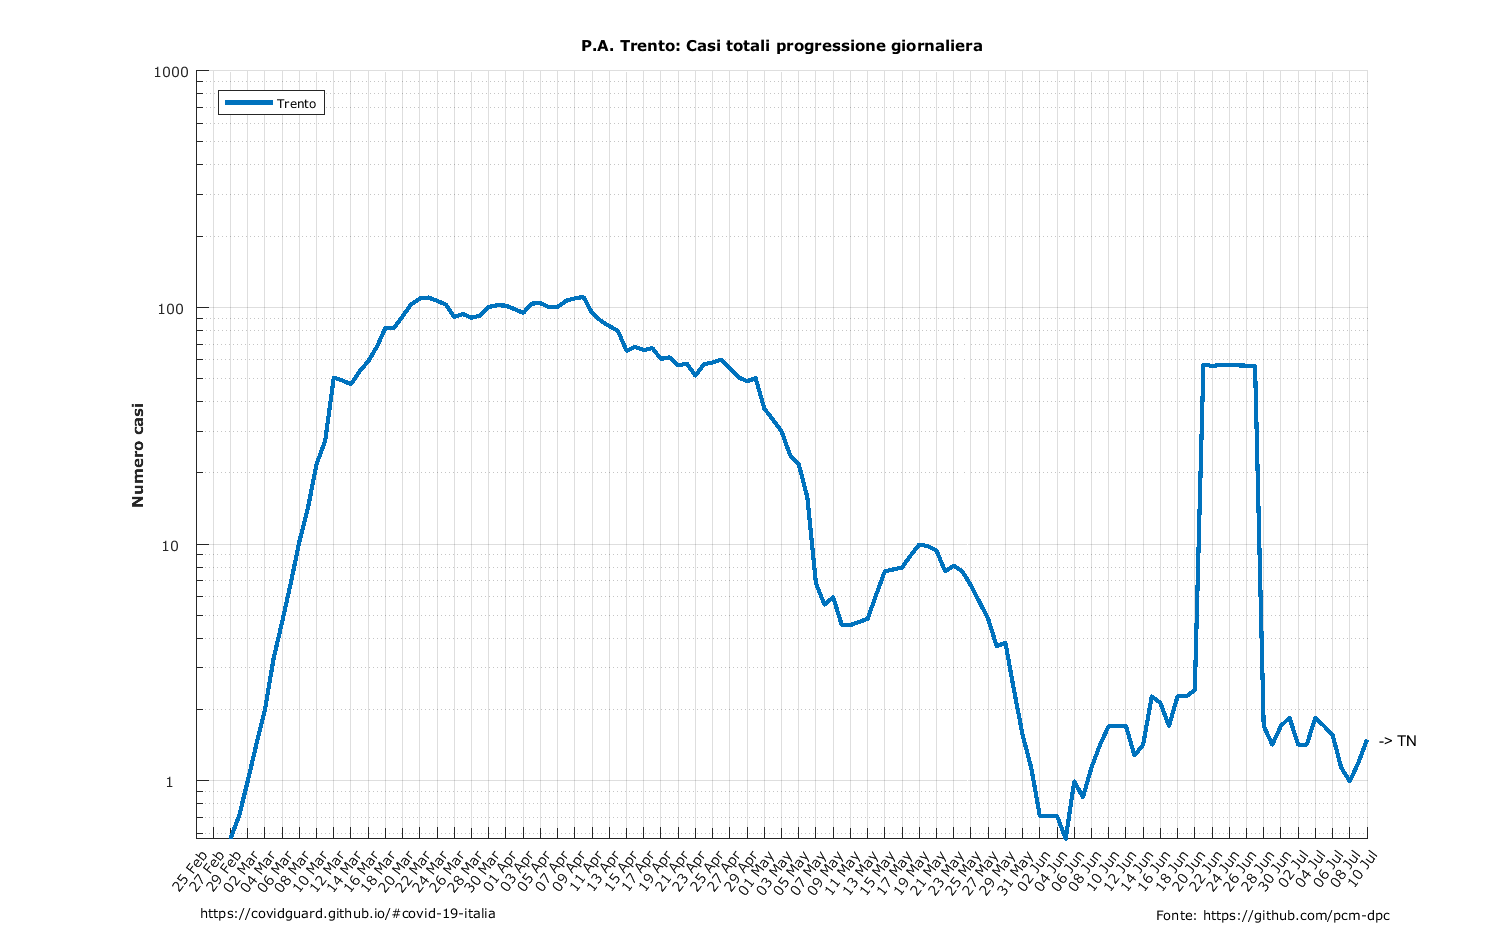 P.A. Trento: Casi totali progressione giornaliera
1000
Trento
100
Numero casi
10
1
-> TN
25 Feb
27 Feb
29 Feb
02 Mar
04 Mar
06 Mar
08 Mar
10 Mar
12 Mar
14 Mar
16 Mar
18 Mar
20 Mar
22 Mar
24 Mar
26 Mar
28 Mar
30 Mar
01 Apr
03 Apr
05 Apr
07 Apr
09 Apr
11 Apr
13 Apr
15 Apr
17 Apr
19 Apr
21 Apr
23 Apr
25 Apr
27 Apr
29 Apr
01 May
03 May
05 May
07 May
09 May
11 May
13 May
15 May
17 May
19 May
21 May
23 May
25 May
27 May
29 May
31 May
02 Jun
04 Jun
06 Jun
08 Jun
10 Jun
12 Jun
14 Jun
16 Jun
18 Jun
20 Jun
22 Jun
24 Jun
26 Jun
28 Jun
30 Jun
02 Jul
04 Jul
06 Jul
08 Jul
10 Jul
https://covidguard.github.io/#covid-19-italia
Fonte: https://github.com/pcm-dpc